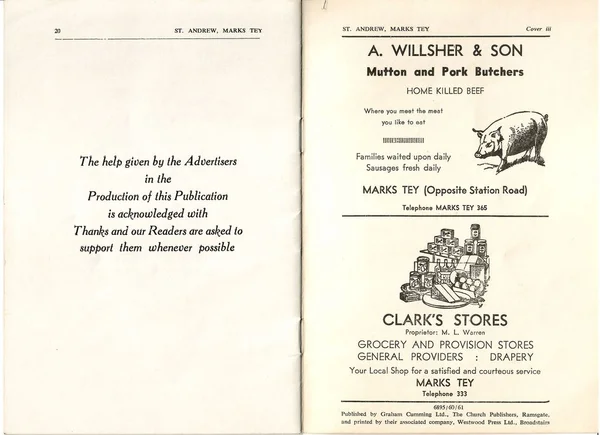 20
ST. ANDREW, MARKS TEY
The help given by the Advertisers
in the
Production of this Publication
is acknowledged with
Thanks and our Readers are asked to
support them whenever possible
ST. ANDREW, MARKS TEY
Cover iii
A. WILLSHER & SON
Mutton and Pork Butchers
HOME KILLED BEEF
Where you meet the meat
you like to eat
Families waited upon daily
Sausages fresh daily
MARKS TEY (Opposite Station Road)
Telephone MARKS TEY 365
CLARK'S STORES
Proprietor: M. L. Warren
GROCERY AND PROVISION STORES
GENERAL PROVIDERS : DRAPERY
Your Local Shop for a satisfied and courteous service
MARKS TEY
Telephone 333
6895/60/61
Published by Graham Cumming Ltd., The Church Publishers, Ramsgate,
and printed by their associated company, Westwood Press Ltd., Broadstairs